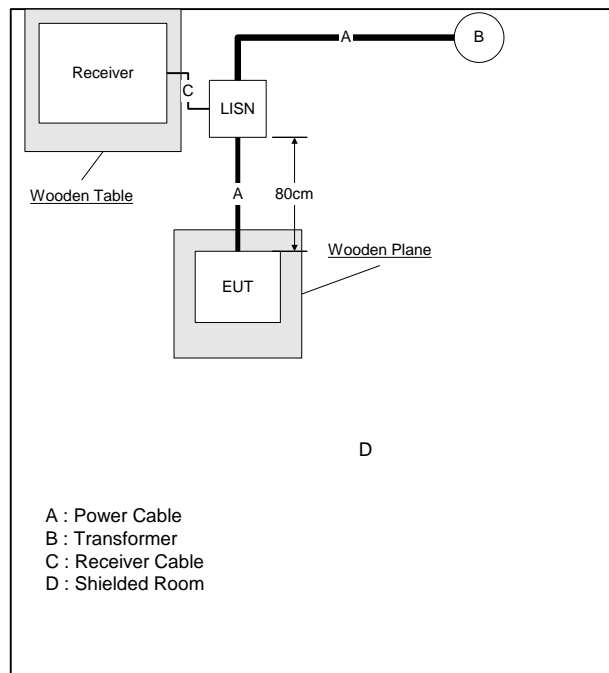 A
B
Receiver
C
LISN
Wooden Table
A
80cm
Wooden Plane
EUT
D
A : Power Cable
B : Transformer
C : Receiver Cable
D : Shielded Room